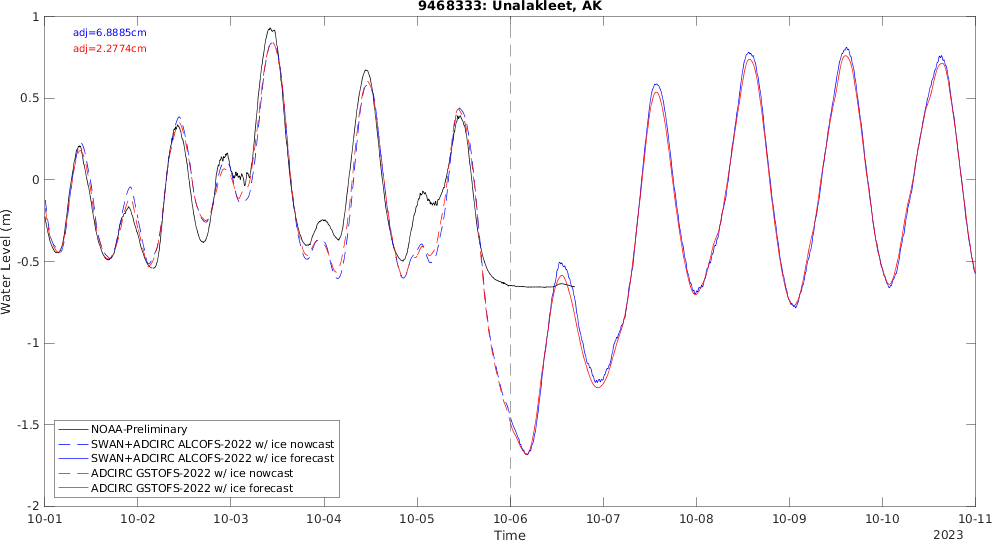 9468333: Unalakleet, AK
adj=6.8885cm
adj=2.2774cm
1
0.5
0
-0.5
-1
-1.5
-2
Water Level (m)
NOAA-Preliminary
SWAN+ADCIRC ALCOFS-2022 w/ ice nowcast
SWAN+ADCIRC ALCOFS-2022 w/ ice forecast
ADCIRC GSTOFS-2022 w/ ice nowcast
ADCIRC GSTOFS-2022 w/ ice forecast
10-01 10-02 10-03 10-04 10-05 10-06 10-07 10-08 10-09 10-10 10-11
Time
2023